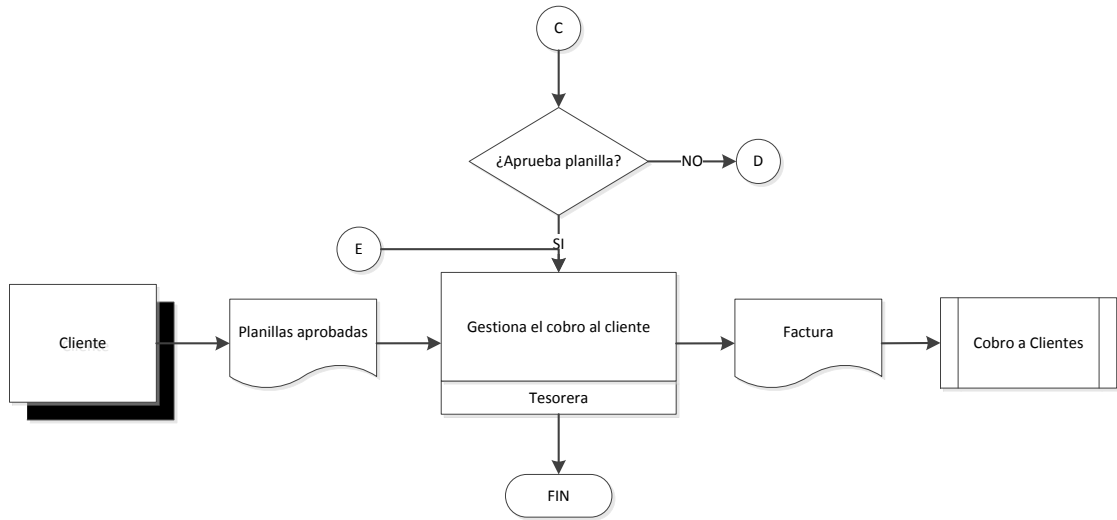 C
¿Aprueba planilla?
NO
D
SI
E
Cliente
Planillas aprobadas
Gestiona el cobro al cliente
Tesorera
Factura
Cobro a Clientes
FIN